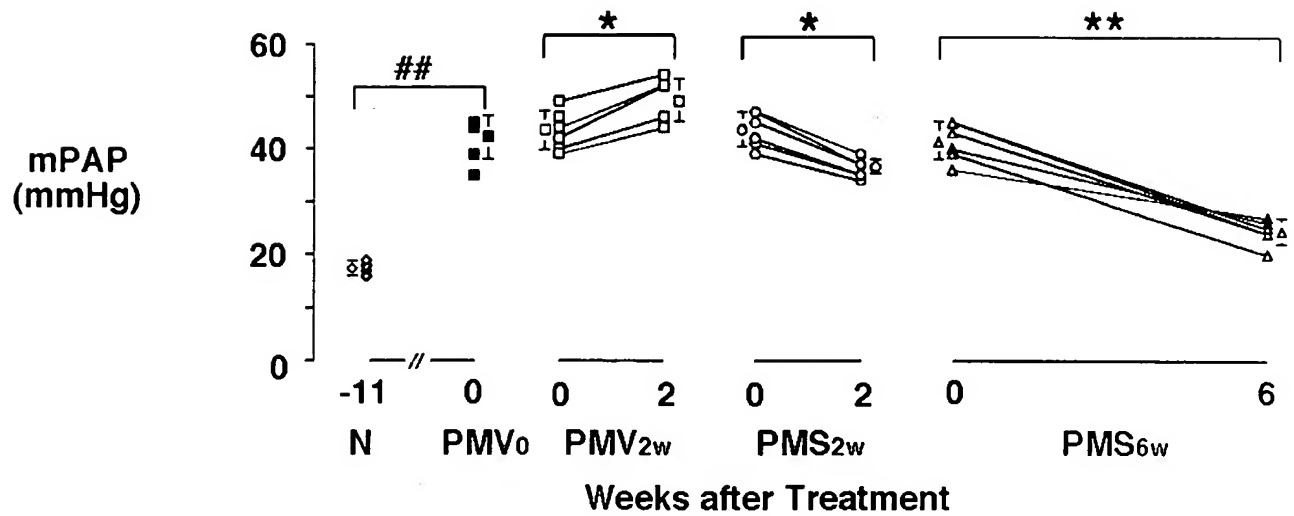 * * **
60
##
40
mPAP
(mmHg)
20
0
//
-11 0 0 2 0 2 0 6
N PMV0 PMV2w PMS2w PMS6w
Weeks after Treatment